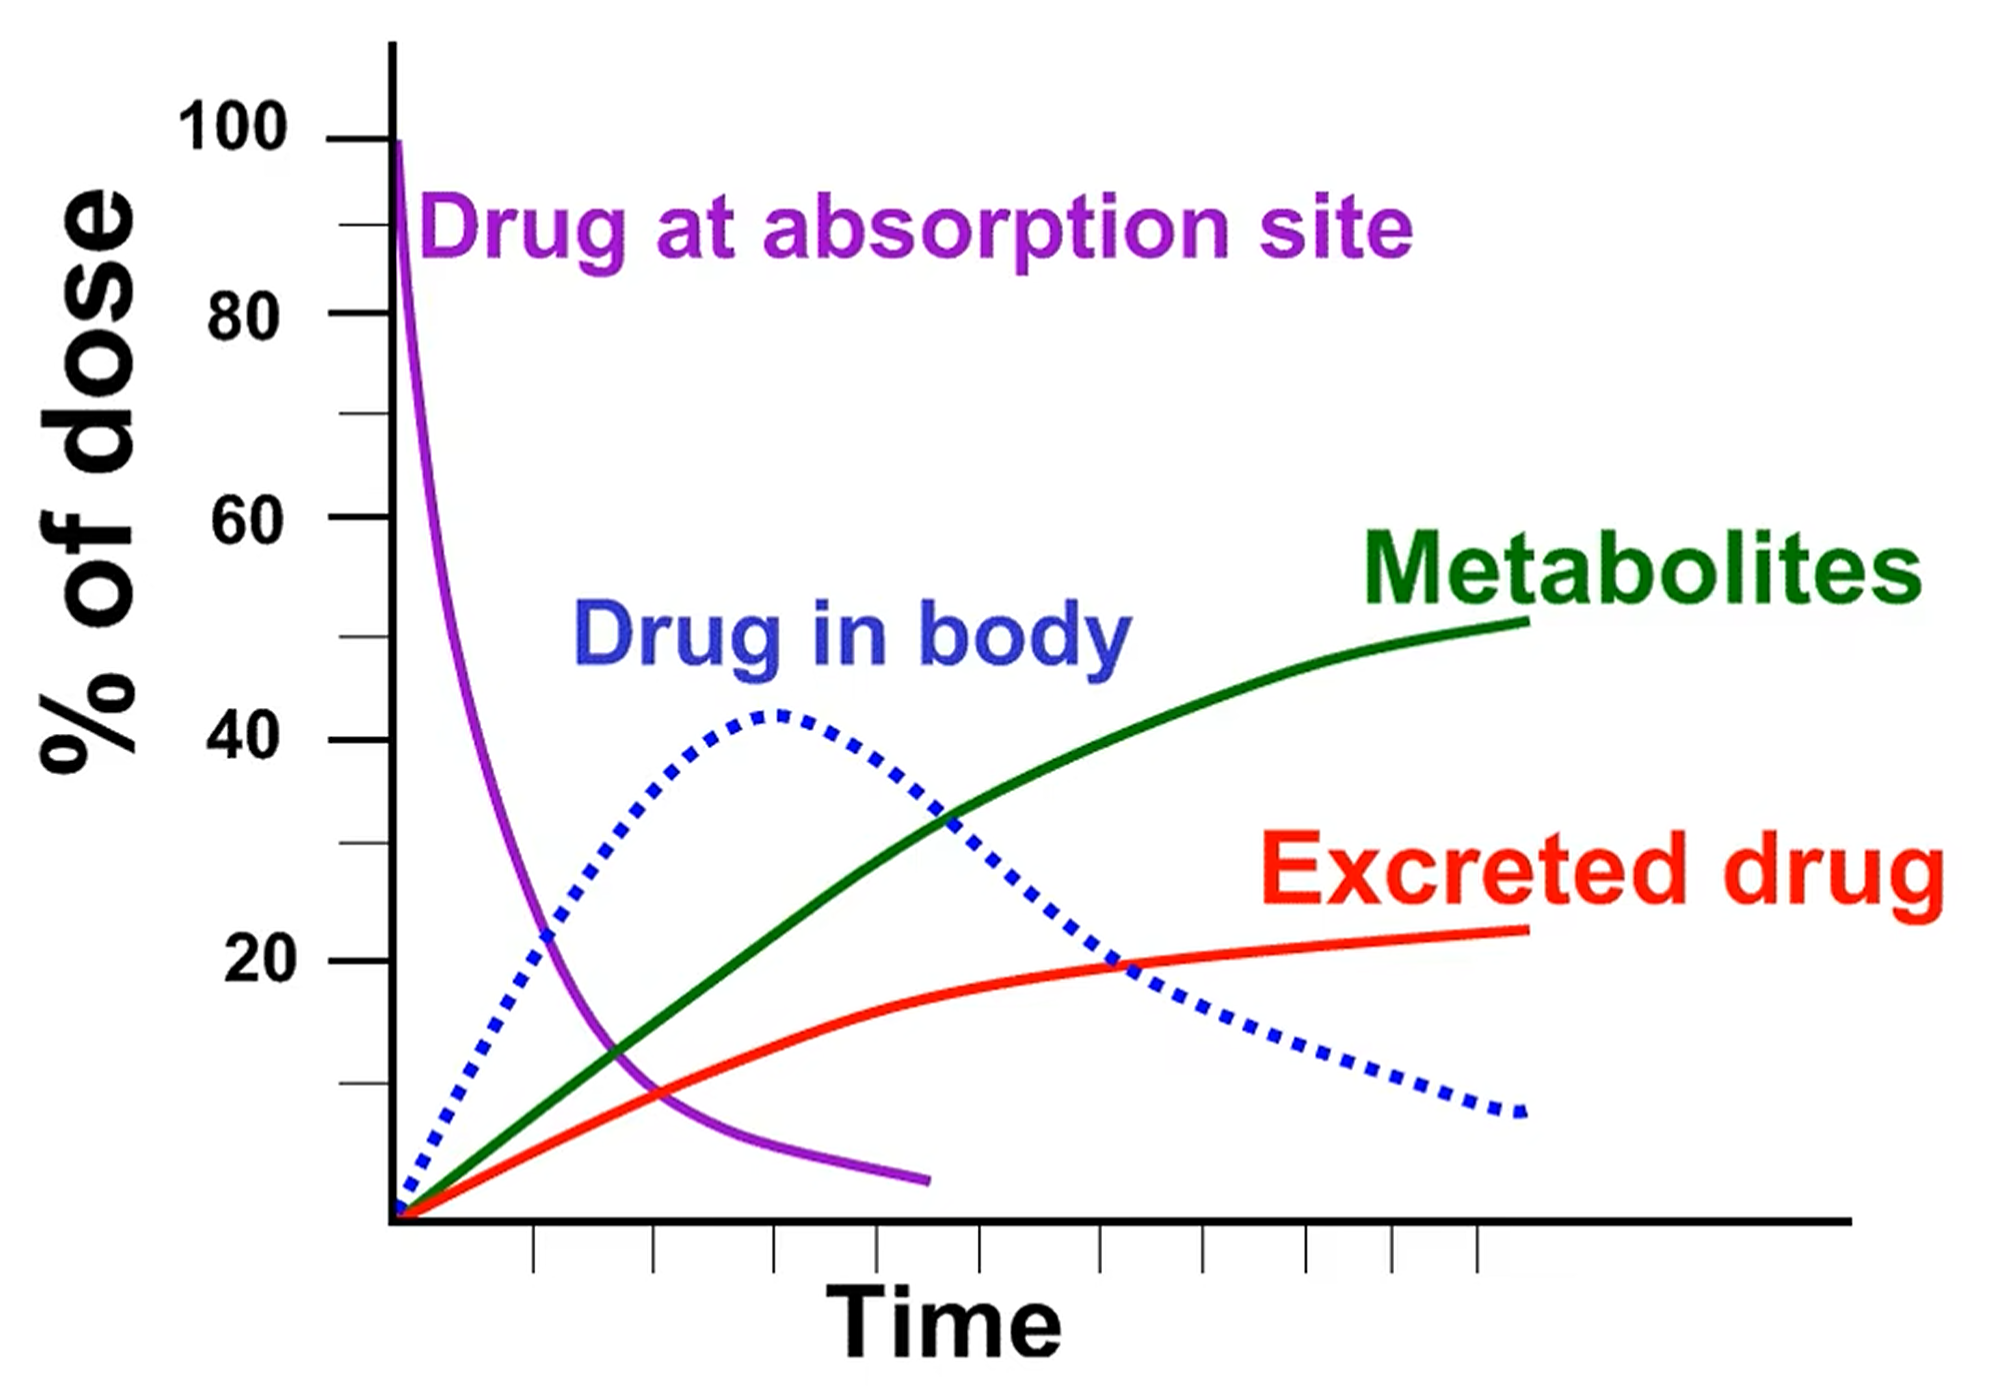 100
Drug at absorption site
80
% of dose
60
Metabolites
Drug in body
40
Excreted drug
20
Time